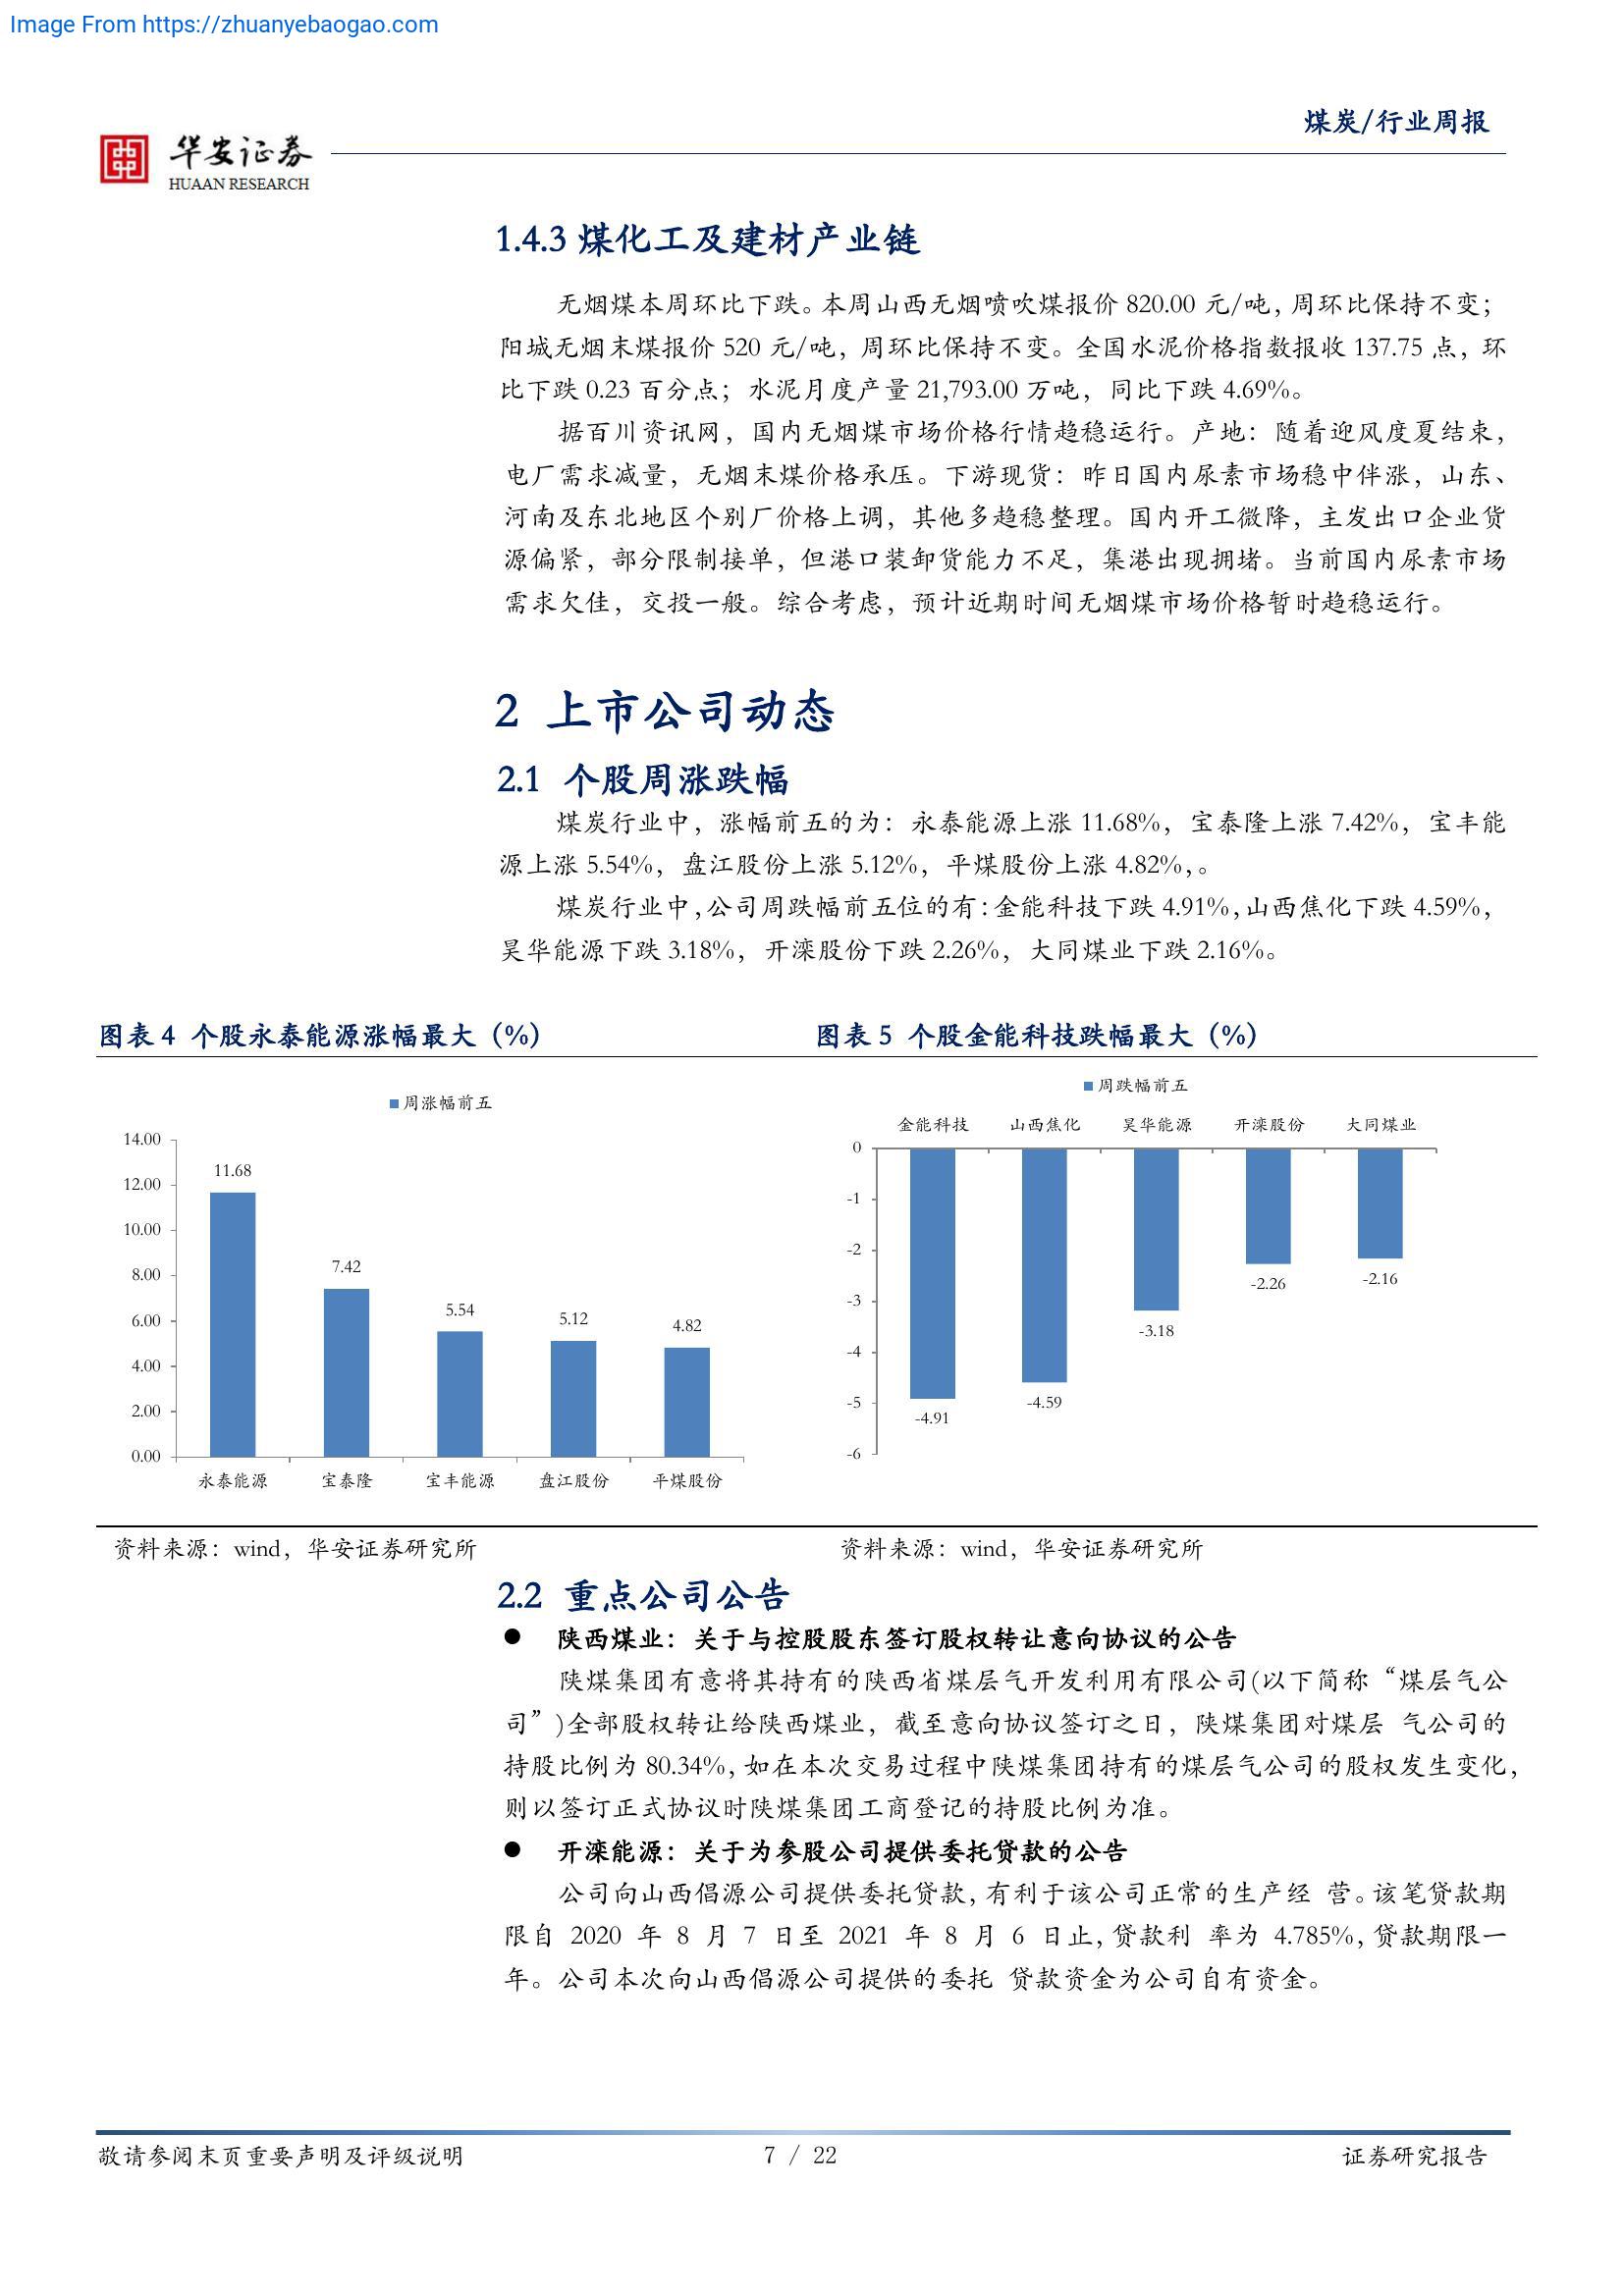 Image From https://zhuanyebaogao.com
煤炭/行业周报
华安证券
HUAAN RESEARCH
1.4.3 煤化工及建材产业链
无烟煤本周环比下跌。本周山西无烟喷吹煤报价 820.00 元/吨，周环比保持不变；
阳城无烟末煤报价 520 元/吨，周环比保持不变。全国水泥价格指数报收 137.75 点，环
比下跌 0.23 百分点；水泥月度产量 21,793.00 万吨，同比下跌 4.69%。
据百川资讯网，国内无烟煤市场价格行情趋稳运行。产地：随着迎风度夏结束，
电厂需求减量，无烟末煤价格承压。下游现货：昨日国内尿素市场稳中伴涨，山东、
河南及东北地区个别厂价格上调，其他多趋稳整理。国内开工微降，主发出口企业货
源偏紧，部分限制接单，但港口装卸货能力不足，集港出现拥堵。当前国内尿素市场
需求欠佳，交投一般。综合考虑，预计近期时间无烟煤市场价格暂时趋稳运行。
2 上市公司动态
2.1 个股周涨跌幅
煤炭行业中，涨幅前五的为：永泰能源上涨 11.68%，宝泰隆上涨 7.42%，宝丰能
源上涨 5.54%，盘江股份上涨 5.12%，平煤股份上涨 4.82%，。
煤炭行业中，公司周跌幅前五位的有：金能科技下跌 4.91%，山西焦化下跌 4.59%，
昊华能源下跌 3.18%，开滦股份下跌 2.26%，大同煤业下跌 2.16%。
图表 4 个股永泰能源涨幅最大（%）
周涨幅前五
14.00
12.00
10.00
8.00
6.00
4.00
2.00
0.00
11.68
7.42
5.54
5.12
4.82
永泰能源 宝泰隆 宝丰能源 盘江股份 平煤股份
资料来源：wind，华安证券研究所
图表 5 个股金能科技跌幅最大（%）
周跌幅前五
金能科技 山西焦化 昊华能源 开滦股份 大同煤业
0
-1
-2
-3
-4
-5
-6
-4.91
-4.59
-3.18
-2.26
-2.16
资料来源：wind，华安证券研究所
2.2 重点公司公告
● 陕西煤业：关于与控股股东签订股权转让意向协议的公告
陕煤集团有意将其持有的陕西省煤层气开发利用有限公司(以下简称“煤层气公
司”)全部股权转让给陕西煤业，截至意向协议签订之日，陕煤集团对煤层 气公司的
持股比例为 80.34%，如在本次交易过程中陕煤集团持有的煤层气公司的股权发生变化，
则以签订正式协议时陕煤集团工商登记的持股比例为准。
● 开滦能源：关于为参股公司提供委托贷款的公告
公司向山西倡源公司提供委托贷款，有利于该公司正常的生产经 营。该笔贷款期
限自 2020 年 8 月 7 日至 2021 年 8 月 6 日止，贷款利 率为 4.785%，贷款期限一
年。公司本次向山西倡源公司提供的委托 贷款资金为公司自有资金。
敬请参阅末页重要声明及评级说明
7 / 22
证券研究报告